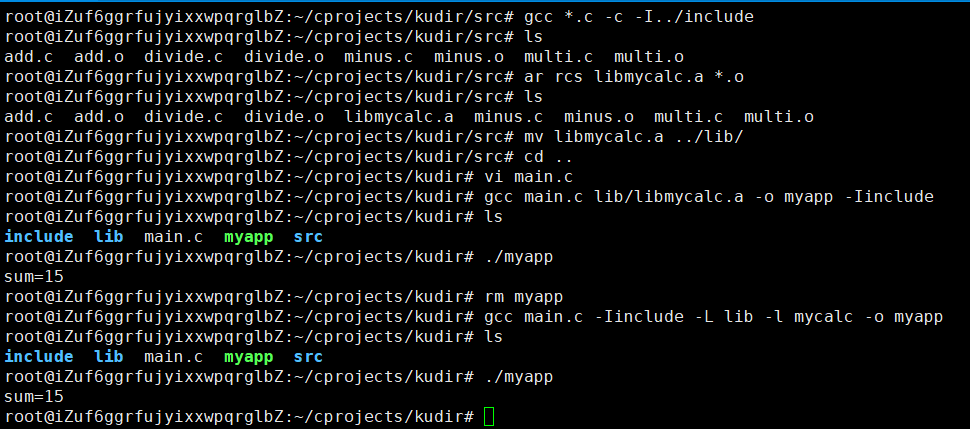 root@iZuf6ggrfujyixxwpqrglbZ:~/cprojects/kudir/src# gcc *.c -c -I../include
root@iZuf6ggrfujyixxwpqrglbZ:~/cprojects/kudir/src# ls
add.c  add.o  divide.c  divide.o  minus.c  minus.o  multi.c  multi.o
root@iZuf6ggrfujyixxwpqrglbZ:~/cprojects/kudir/src# ar rcs libmycalc.a *.o
root@iZuf6ggrfujyixxwpqrglbZ:~/cprojects/kudir/src# ls
add.c  add.o  divide.c  divide.o  libmycalc.a  minus.c  minus.o  multi.c  multi.o
root@iZuf6ggrfujyixxwpqrglbZ:~/cprojects/kudir/src# mv libmycalc.a ../lib/
root@iZuf6ggrfujyixxwpqrglbZ:~/cprojects/kudir/src# cd ..
root@iZuf6ggrfujyixxwpqrglbZ:~/cprojects/kudir# vi main.c
root@iZuf6ggrfujyixxwpqrglbZ:~/cprojects/kudir# gcc main.c lib/libmycalc.a -o myapp -Iinclude
root@iZuf6ggrfujyixxwpqrglbZ:~/cprojects/kudir# ls
include  lib  main.c  myapp  src
root@iZuf6ggrfujyixxwpqrglbZ:~/cprojects/kudir# ./myapp
sum=15
root@iZuf6ggrfujyixxwpqrglbZ:~/cprojects/kudir# rm myapp
root@iZuf6ggrfujyixxwpqrglbZ:~/cprojects/kudir# gcc main.c -Iinclude -L lib -l mycalc -o myapp
root@iZuf6ggrfujyixxwpqrglbZ:~/cprojects/kudir# ls
include  lib  main.c  myapp  src
root@iZuf6ggrfujyixxwpqrglbZ:~/cprojects/kudir# ./myapp
sum=15
root@iZuf6ggrfujyixxwpqrglbZ:~/cprojects/kudir#